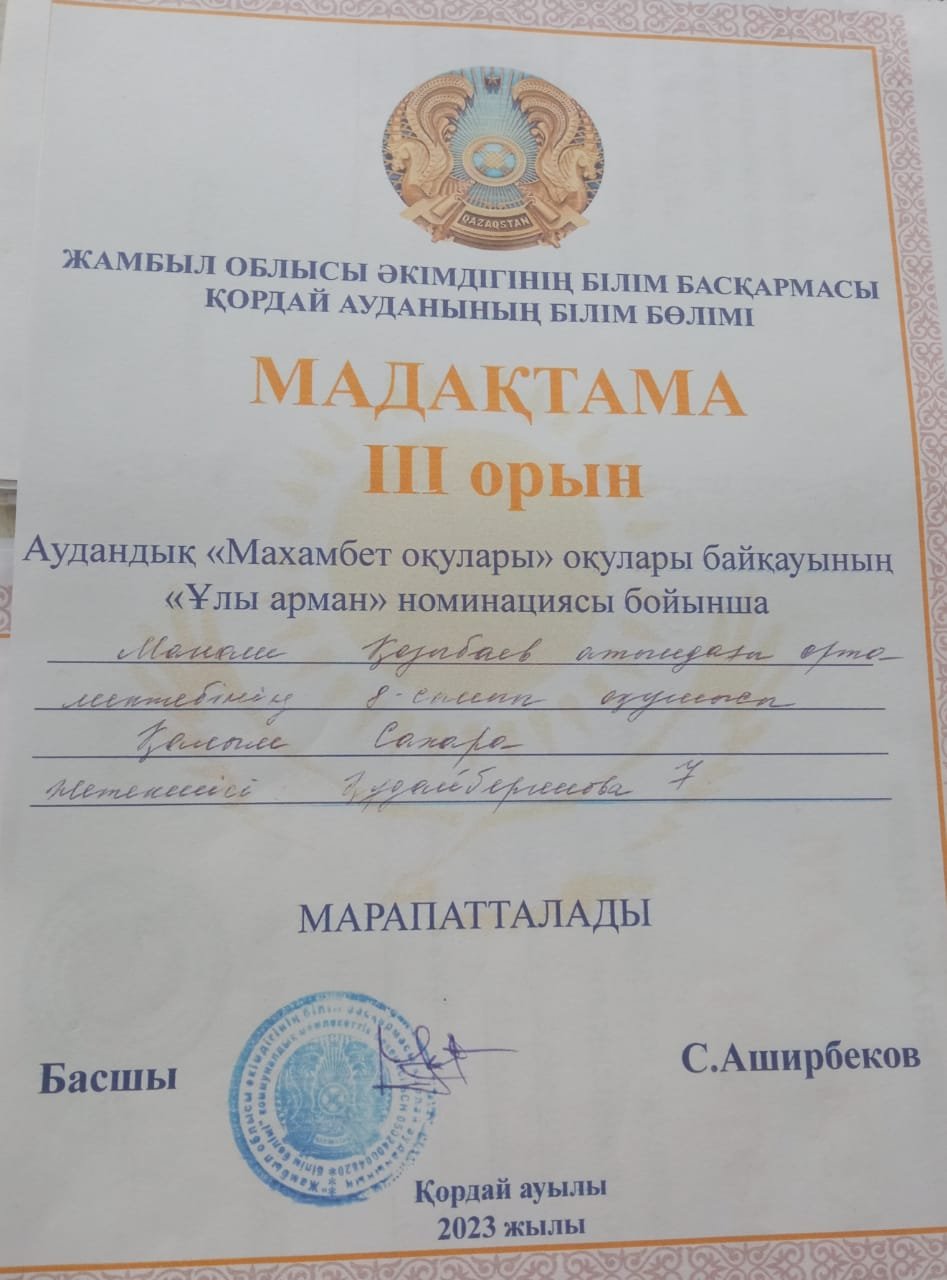 QAZAQSTAN
ЖАМБЫЛ ОБЛЫСЫ ӘКІМДІГІНІҢ БІЛІМ БАСҚАРМАСЫ
ҚОРДАЙ АУДАНЫНЫҢ БІЛІМ БӨЛІМІ
МАДАҚТАМА
III орын
Аудандық «Махамбет оқулары» оқулары байқауының
«Ұлы арман» номинациясы бойынша
Қозыбаев атындағы орта
мектебінің 8-сынып оқушысы
Қалым Сахара
Жетекшісі Құдайбергенова
МАРАПАТТАЛАДЫ
Басшы
С.Аширбеков
Қордай ауылы
2023 жылы